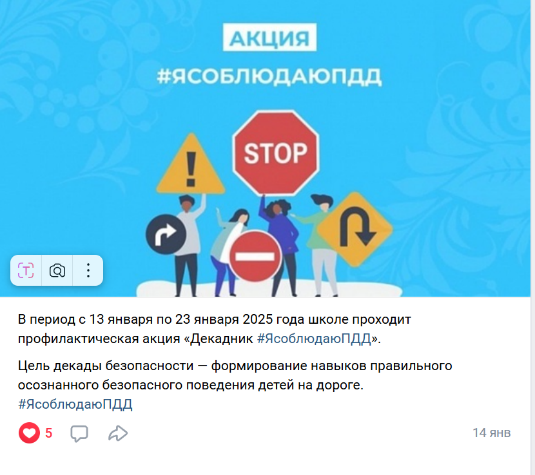 АКЦИЯ
#ЯСОБЛЮДАЮПДД
STOP
В период с 13 января по 23 января 2025 года школе проходит
профилактическая акция «Декадник #ЯсоблюдаюПДД».
Цель декады безопасности — формирование навыков правильного
осознанного безопасного поведения детей на дороге.
#ЯсоблюдаюПДД
5
14 янв